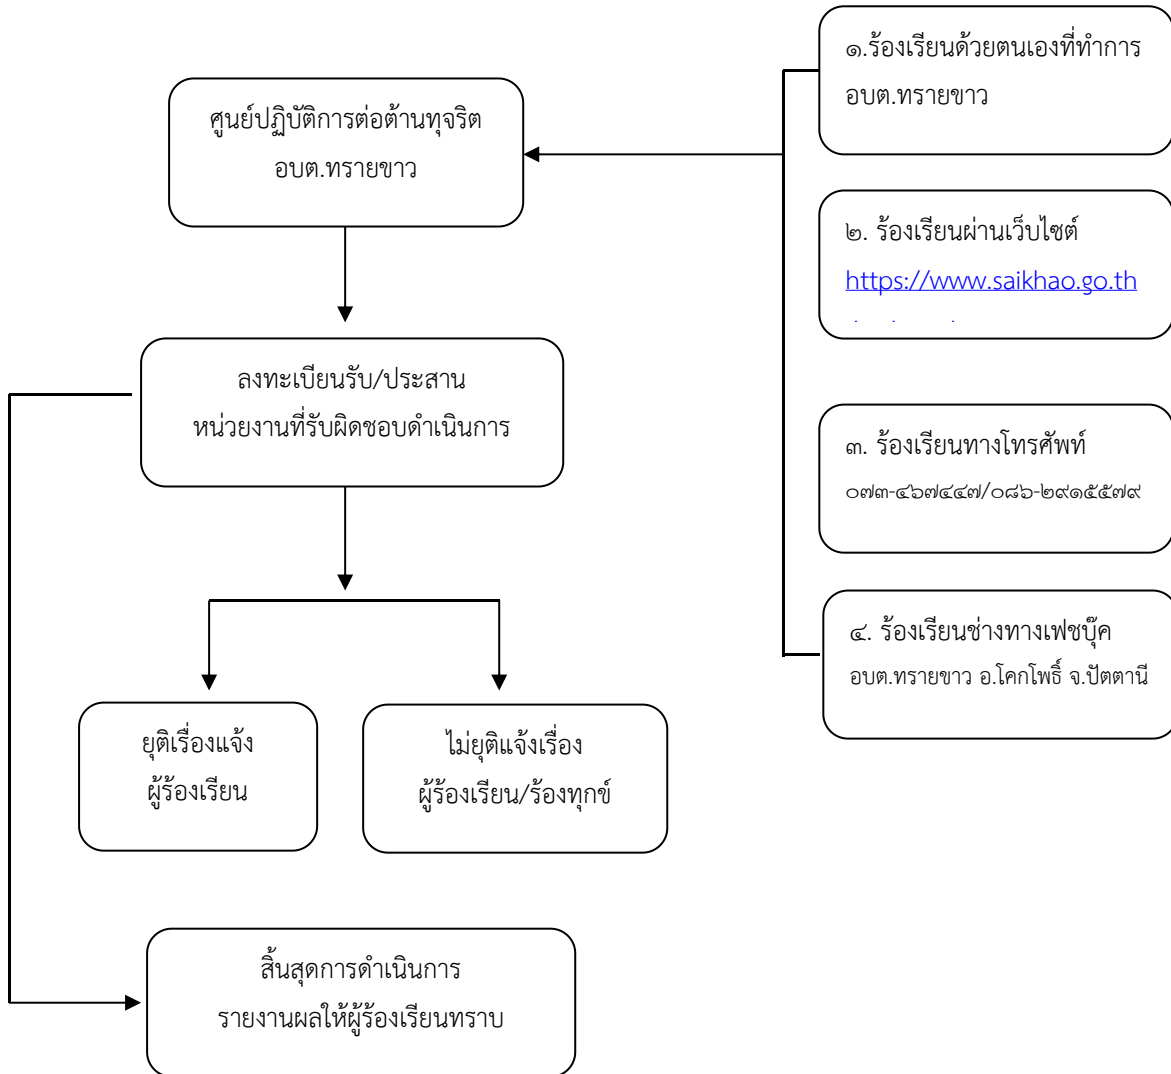 ศูนย์ปฏิบัติการต่อต้านทุจริต
อบต.ทรายขาว
๑.ร้องเรียนด้วยตนเองที่ทำการ
อบต.ทรายขาว
๒. ร้องเรียนผ่านเว็บไซต์
https://www.saikhao.go.th
๓. ร้องเรียนทางโทรศัพท์
๐๗๓-๔๖๗๔๔๗/๐๘๖-๒๙๑๕๕๗๙
๔. ร้องเรียนช่างทางเฟชบุ๊ค
อบต.ทรายขาว อ.โคกโพธิ์ จ.ปัตตานี
ลงทะเบียนรับ/ประสาน
หน่วยงานที่รับผิดชอบดำเนินการ
ยุติเรื่องแจ้ง
ผู้ร้องเรียน
ไม่ยุติแจ้งเรื่อง
ผู้ร้องเรียน/ร้องทุกข์
สิ้นสุดการดำเนินการ
รายงานผลให้ผู้ร้องเรียนทราบ